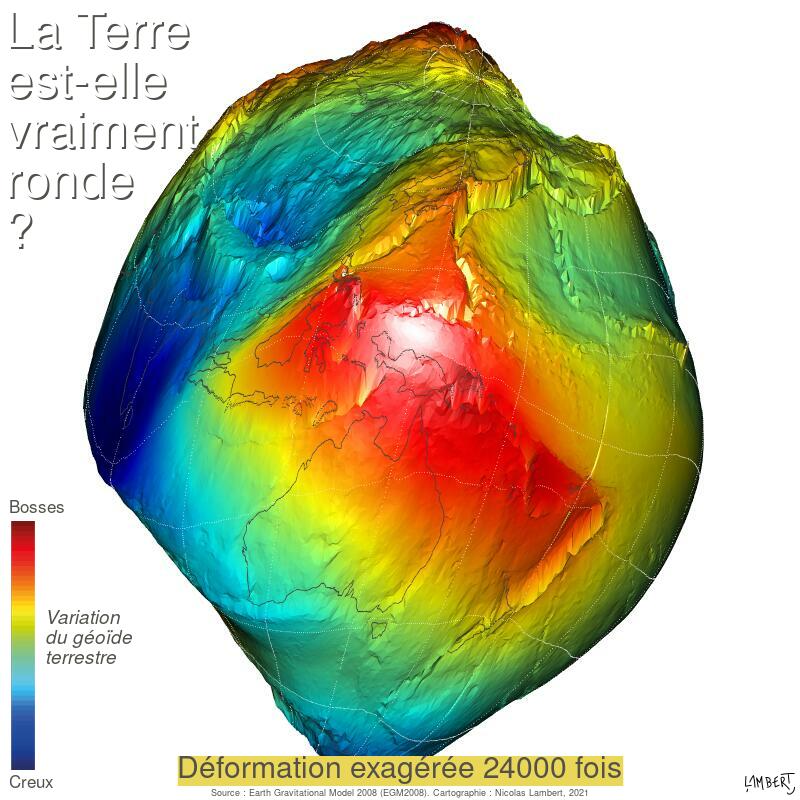 La Terre
est-elle
vraiment
ronde
?
Bosses
Variation
du géoïde
terrestre
Creux
Déformation exagérée 24000 fois
Source : Earth Gravitational Model 2008 (EGM2008). Cartographie : Nicolas Lambert, 2021
LAMBERT